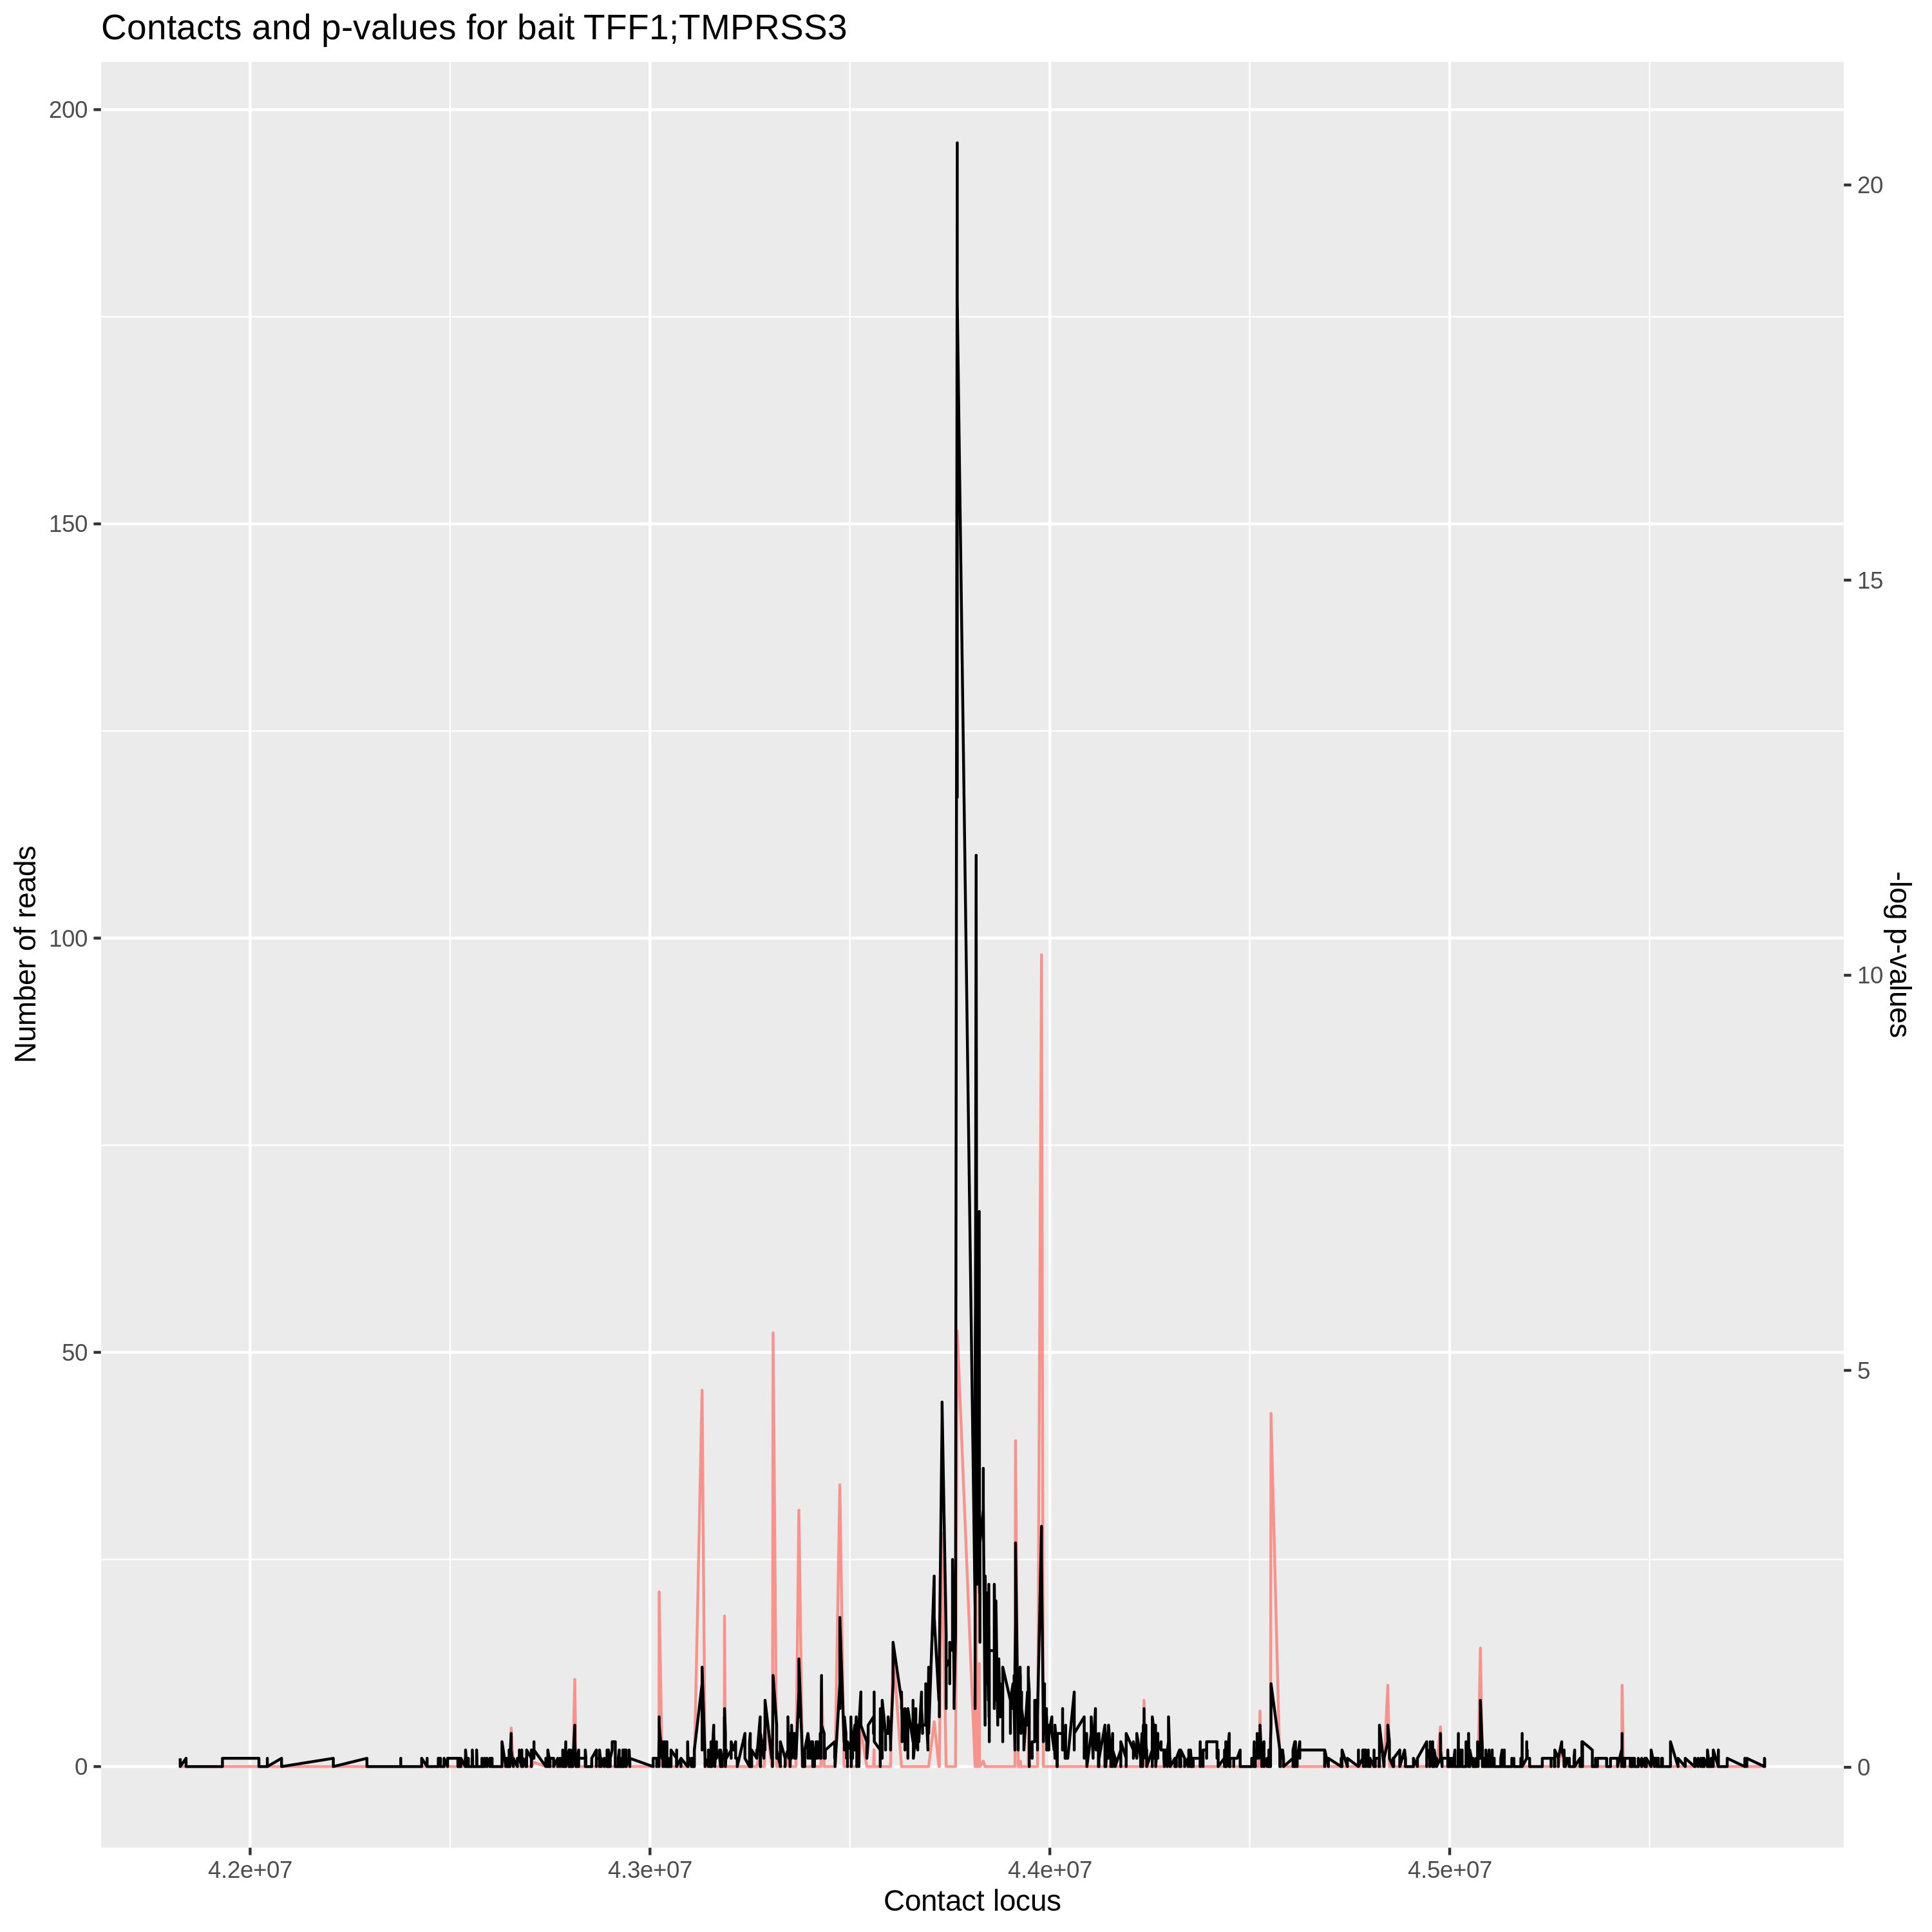 Contacts and p-values for bait TFF1;TMPRSS3
200
150
100
50
0
Number of reads
20
15
10
5
0
-log p-values
4.2e+07
4.3e+07
4.4e+07
4.5e+07
Contact locus